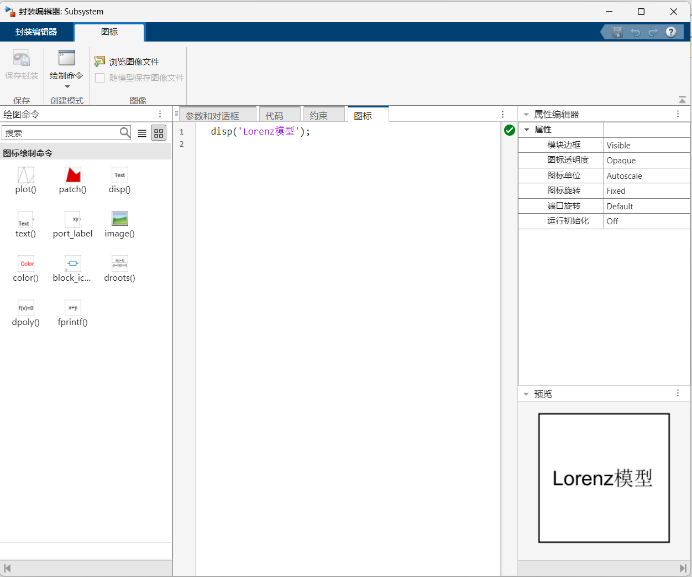 封装编辑器: Subsystem
封装编辑器
图标
保存封装
绘制命令
浏览图像文件
随模型保存图像文件
保存
创建模式
图像
绘图命令
搜索
图标绘制命令
plot()
patch()
Text
disp()
Text
text()
xy
port_label
image()
Color
color()
block_ic...
droots()
f(x)=0
dpoly()
x=y
fprintf()
参数和对话框
代码
约束
图标
1 disp('Lorenz模型');
2
属性编辑器
属性
模块边框 Visible
图标透明度 Opaque
图标单位 Autoscale
图标旋转 Fixed
端口旋转 Default
运行初始化 Off
预览
Lorenz模型